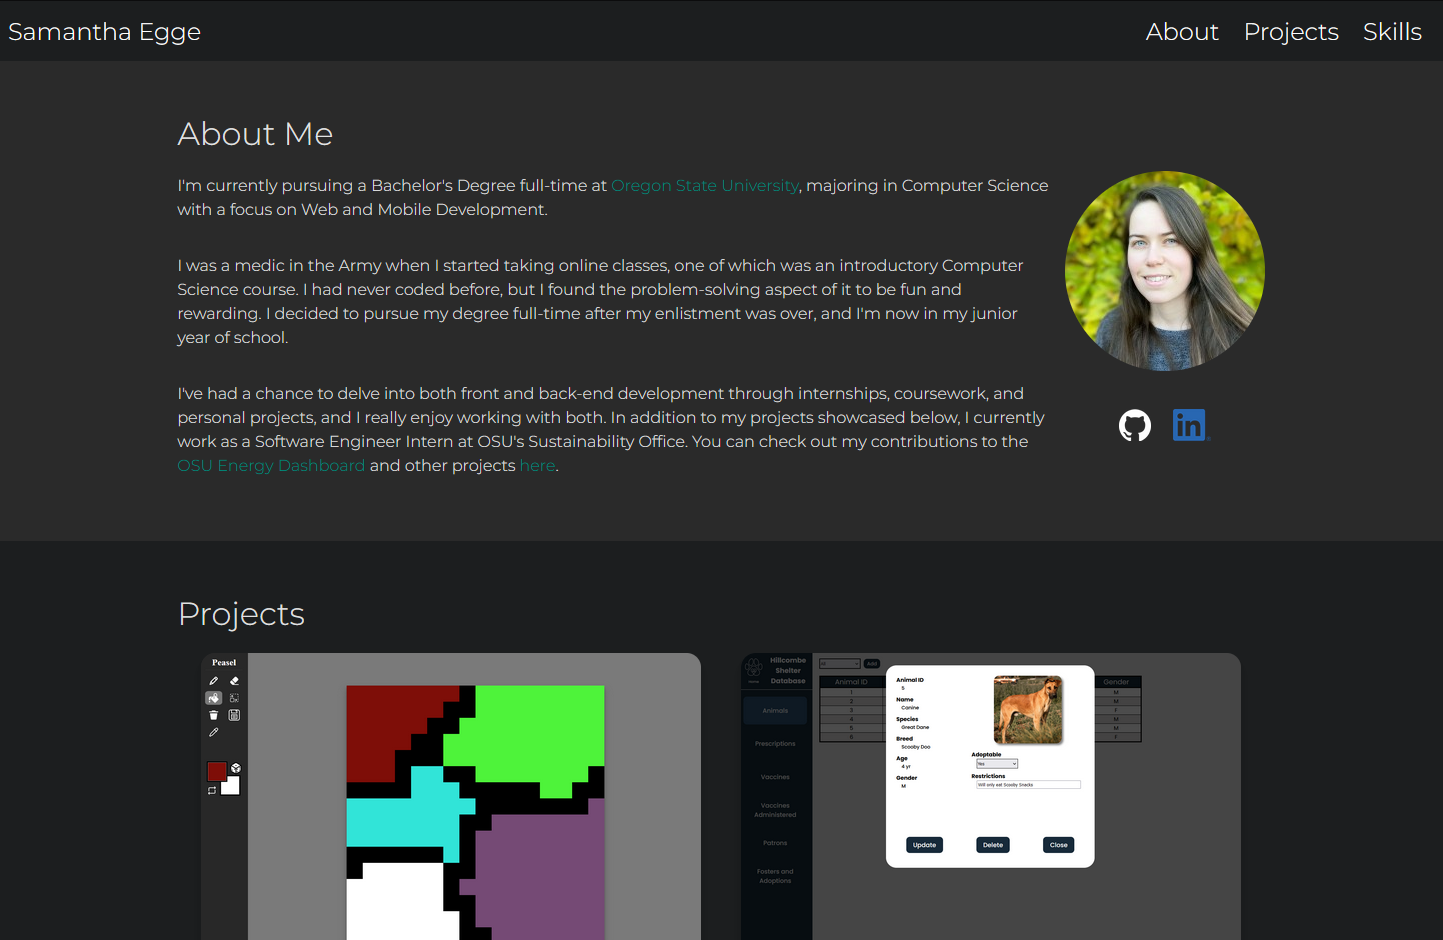 Samantha Egge
About Projects Skills
About Me
I'm currently pursuing a Bachelor's Degree full-time at Oregon State University, majoring in Computer Science
with a focus on Web and Mobile Development.
I was a medic in the Army when I started taking online classes, one of which was an introductory Computer
Science course. I had never coded before, but I found the problem-solving aspect of it to be fun and
rewarding. I decided to pursue my degree full-time after my enlistment was over, and I'm now in my junior
year of school.
I've had a chance to delve into both front and back-end development through internships, coursework, and
personal projects, and I really enjoy working with both. In addition to my projects showcased below, I currently
work as a Software Engineer Intern at OSU's Sustainability Office. You can check out my contributions to the
OSU Energy Dashboard and other projects here.
in
Projects
Peasel
Hillcombe
Shelter
Database
Animals
Prescriptions
Vaccines
Vaccines
Administered
Patrons
Fosters and
Adoptions
All
Add
Animal ID
Gender
1 M
2 M
3 F
4 M
5 M
6 F
Animal ID
5
Name
Canine
Species
Great Dane
Breed
Scooby Doo
Age
4 yr
Gender
M
Adoptable
Yes
Restrictions
Will only eat Scooby Snacks
Update
Delete
Close